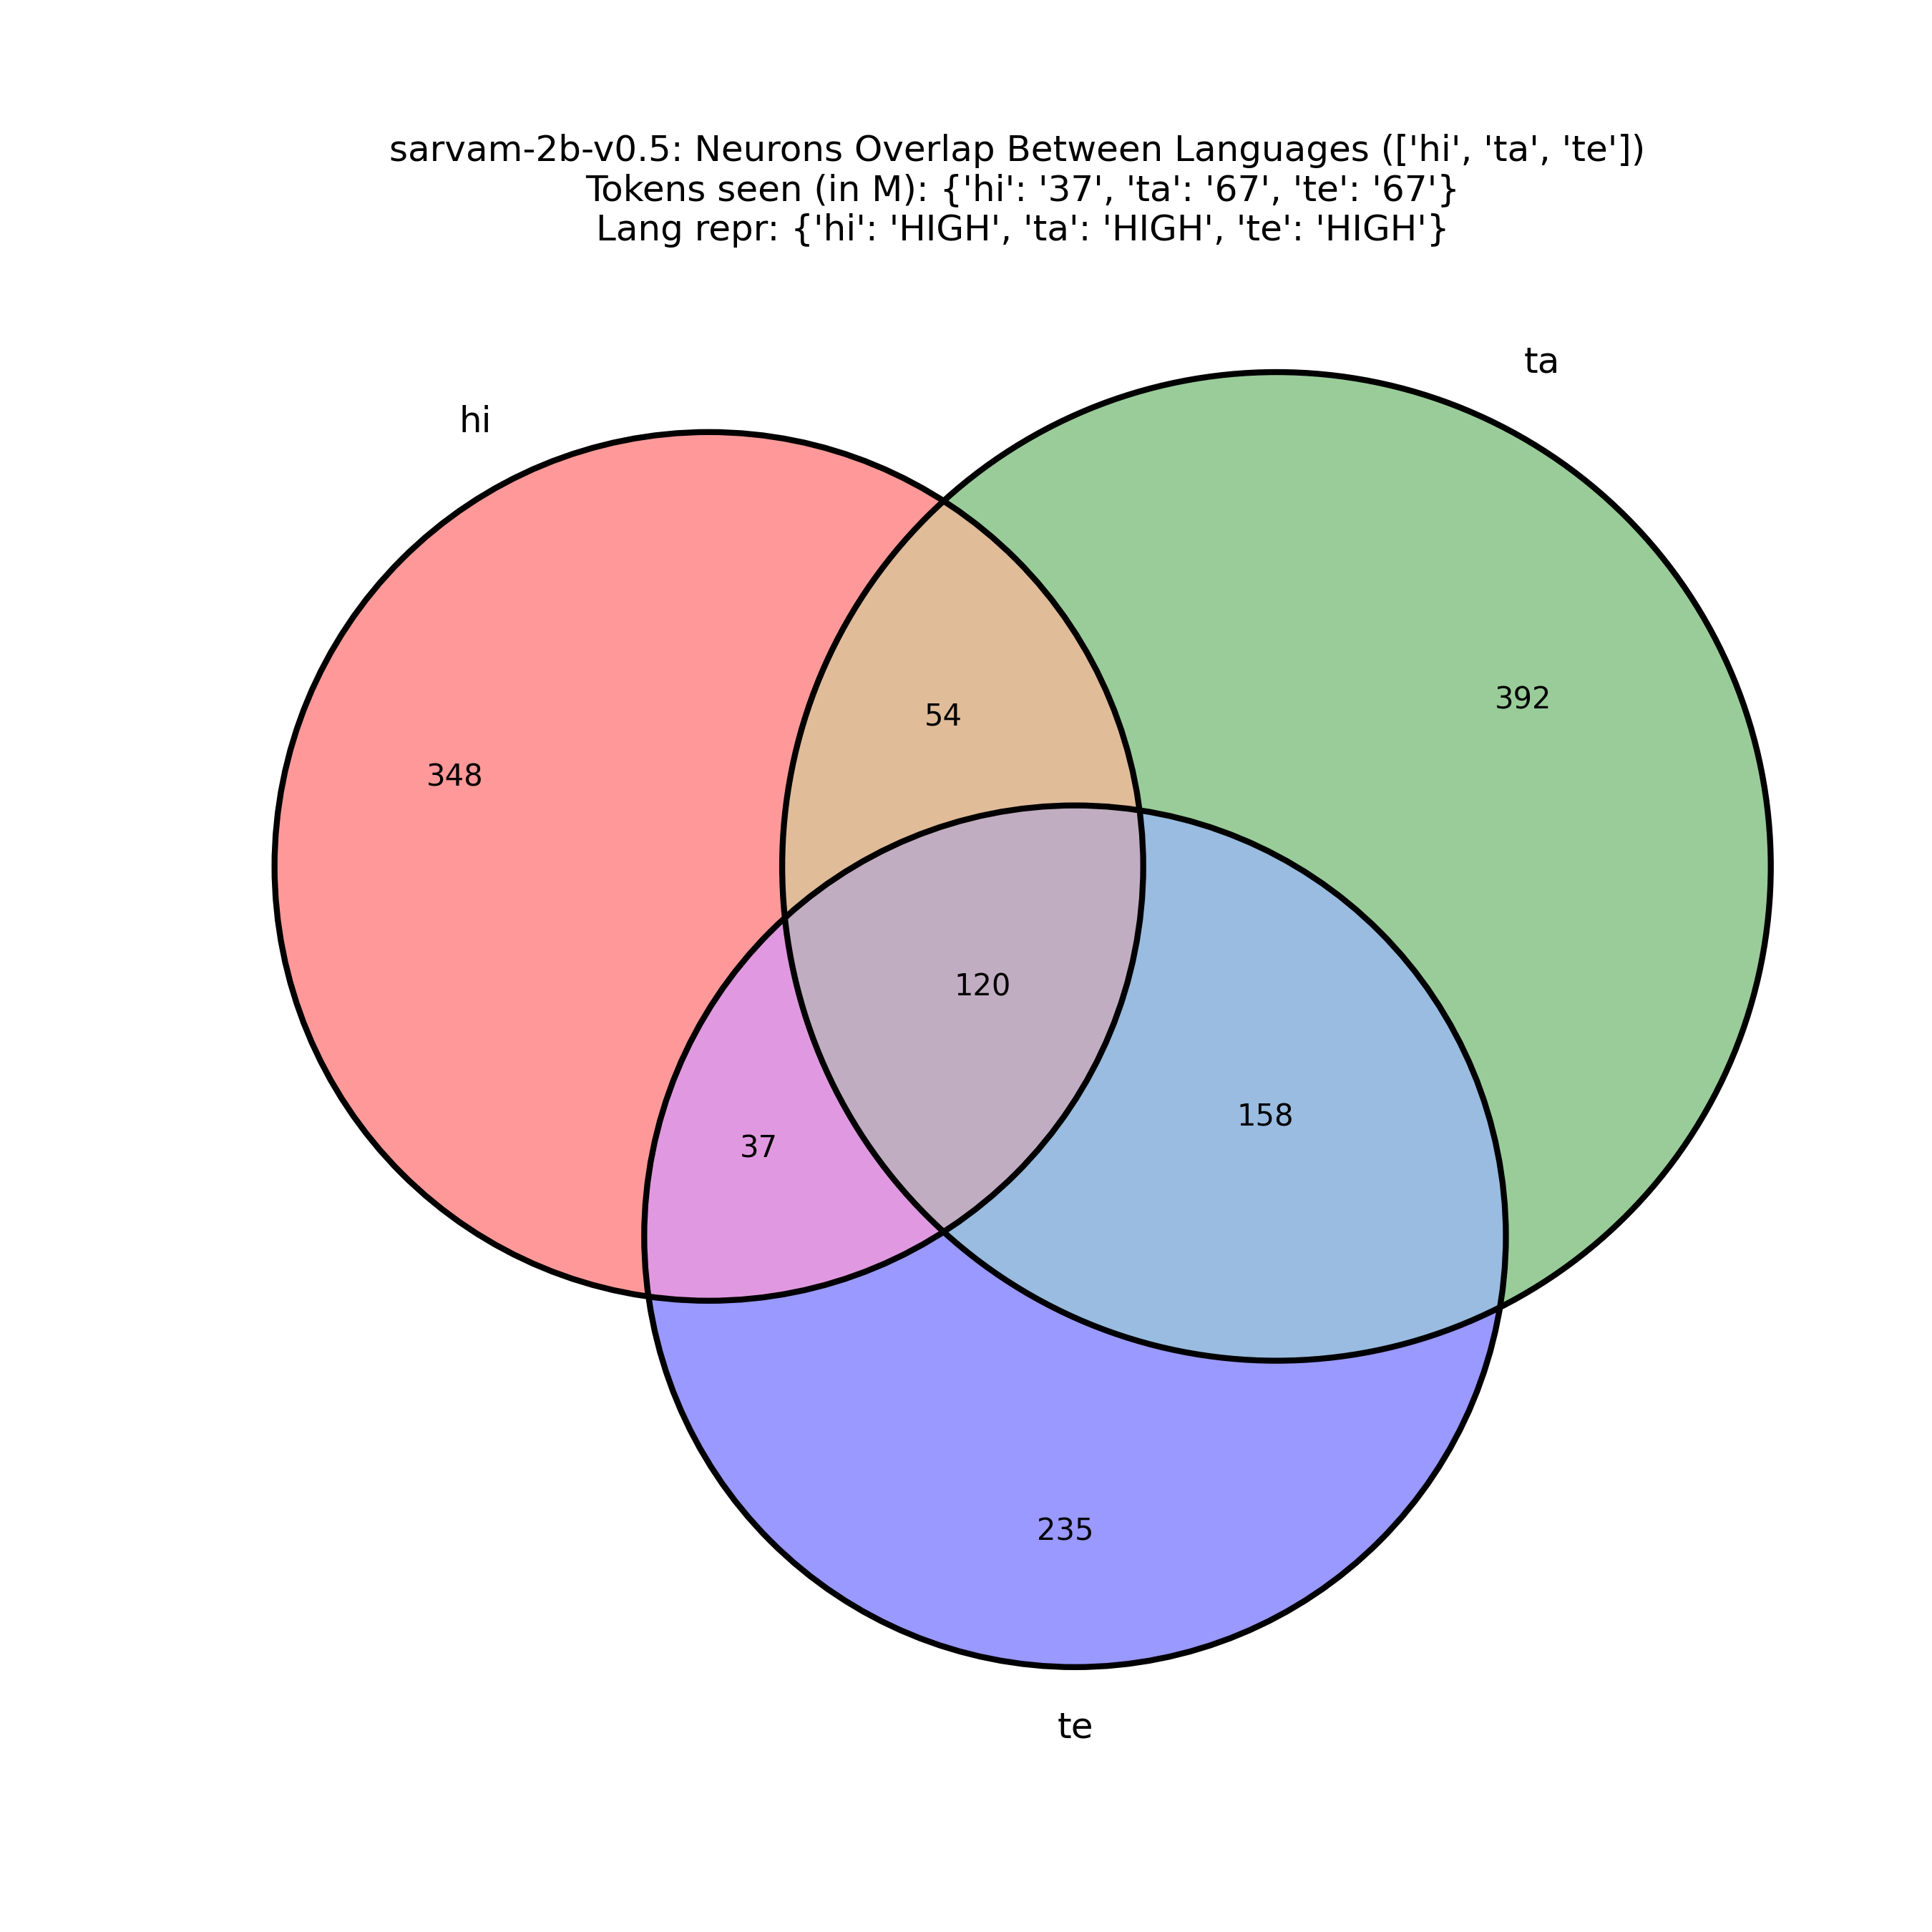 sarvam-2b-v0.5: Neurons Overlap Between Languages (['hi', 'ta', 'te'])
Tokens seen (in M): {'hi': '37', 'ta': '67', 'te': '67'}
Lang repr: {'hi': 'HIGH', 'ta': 'HIGH', 'te': 'HIGH'}
ta
hi
392
54
348
120
158
37
235
te